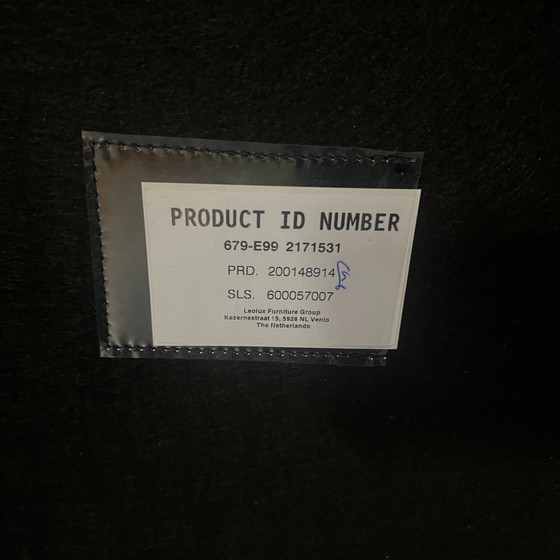 PRODUCT ID NUMBER
679-E99 2171531
PRD. 200148914
SLS. 600057007
Leolux Furniture Group
Kazernestraat 15, 5928 NL Venlo
The Netherlands